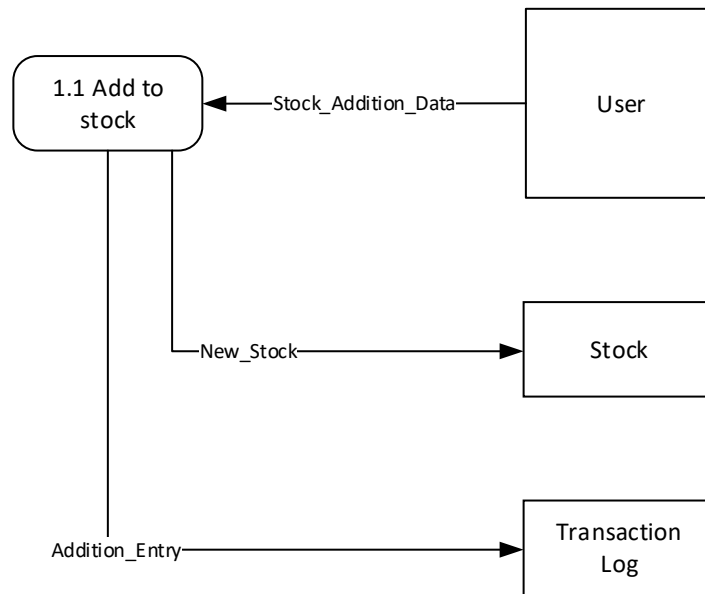 1.1 Add to
stock
Stock_Addition_Data
User
New_Stock
Stock
Addition_Entry
Transaction
Log